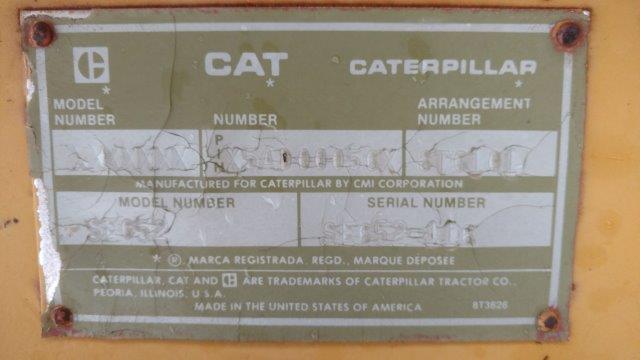 C CAT CATERPILLAR
* *
MODEL NUMBER PIN NUMBER ARRANGEMENT NUMBER
MANUFACTURED FOR CATERPILLAR BY CMI CORPORATION
MODEL NUMBER SERIAL NUMBER
* ® MARCA REGISTRADA, REGD., MARQUE DÉPOSÉE
CATERPILLAR, CAT AND C ARE TRADEMARKS OF CATERPILLAR TRACTOR CO.,
PEORIA, ILLINOIS, U.S.A.
MADE IN THE UNITED STATES OF AMERICA 8T3626